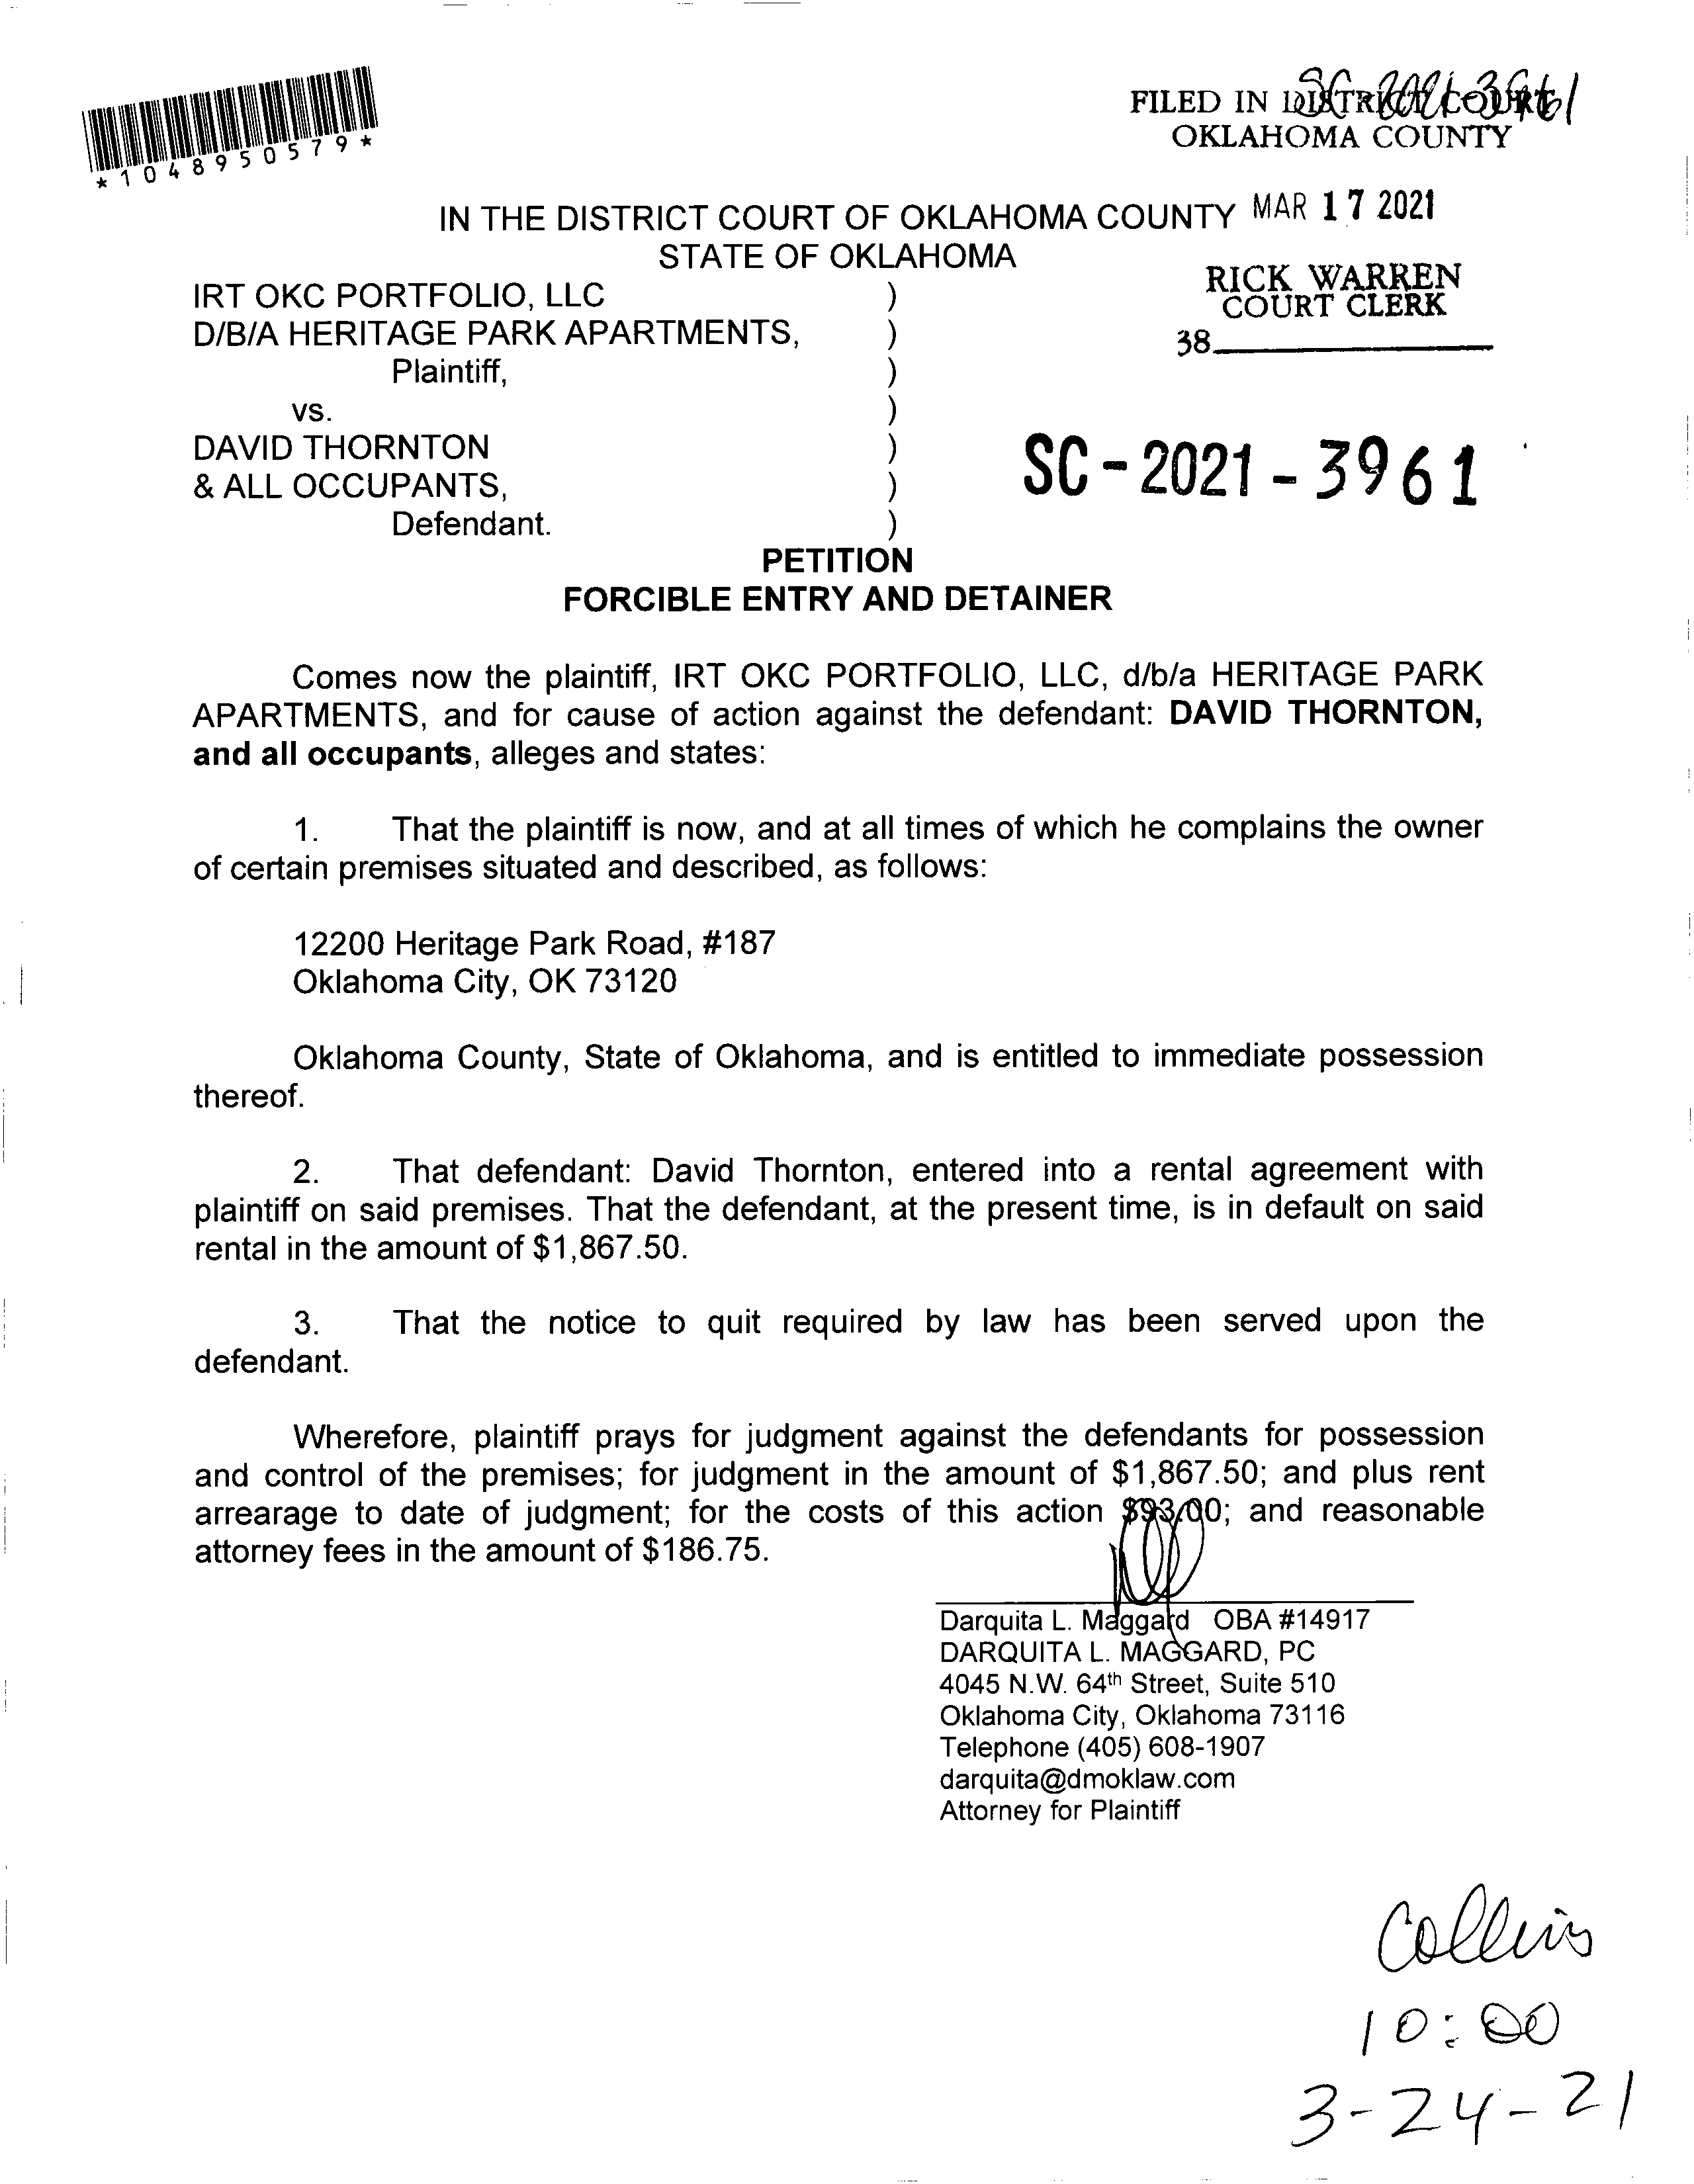 SC-2021-3961
FILED IN DISTRICT COURT
OKLAHOMA COUNTY
*1048950579*
IN THE DISTRICT COURT OF OKLAHOMA COUNTY MAR 17 2021
STATE OF OKLAHOMA
RICK WARREN
COURT CLERK
38
IRT OKC PORTFOLIO, LLC )
D/B/A HERITAGE PARK APARTMENTS, )
Plaintiff, )
vs. )
DAVID THORNTON )
& ALL OCCUPANTS, )
Defendant. )
SC-2021-3961
PETITION
FORCIBLE ENTRY AND DETAINER
Comes now the plaintiff, IRT OKC PORTFOLIO, LLC, d/b/a HERITAGE PARK
APARTMENTS, and for cause of action against the defendant: DAVID THORNTON,
and all occupants, alleges and states:
1. That the plaintiff is now, and at all times of which he complains the owner
of certain premises situated and described, as follows:
12200 Heritage Park Road, #187
Oklahoma City, OK 73120
Oklahoma County, State of Oklahoma, and is entitled to immediate possession
thereof.
2. That defendant: David Thornton, entered into a rental agreement with
plaintiff on said premises. That the defendant, at the present time, is in default on said
rental in the amount of $1,867.50.
3. That the notice to quit required by law has been served upon the
defendant.
Wherefore, plaintiff prays for judgment against the defendants for possession
and control of the premises; for judgment in the amount of $1,867.50; and plus rent
arrearage to date of judgment; for the costs of this action $93.00; and reasonable
attorney fees in the amount of $186.75.
Darquita L. Maggard OBA #14917
DARQUITA L. MAGGARD, PC
4045 N.W. 64th Street, Suite 510
Oklahoma City, Oklahoma 73116
Telephone (405) 608-1907
darquita@dmoklaw.com
Attorney for Plaintiff
Collins
10:00
3-24-21